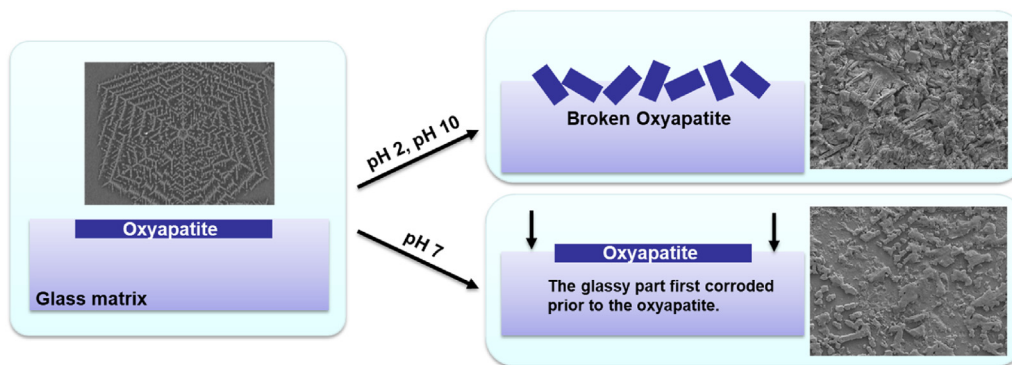 Oxyapatite
Glass matrix
pH 2, pH 10
pH 7
Broken Oxyapatite
Oxyapatite
The glassy part first corroded
prior to the oxyapatite.